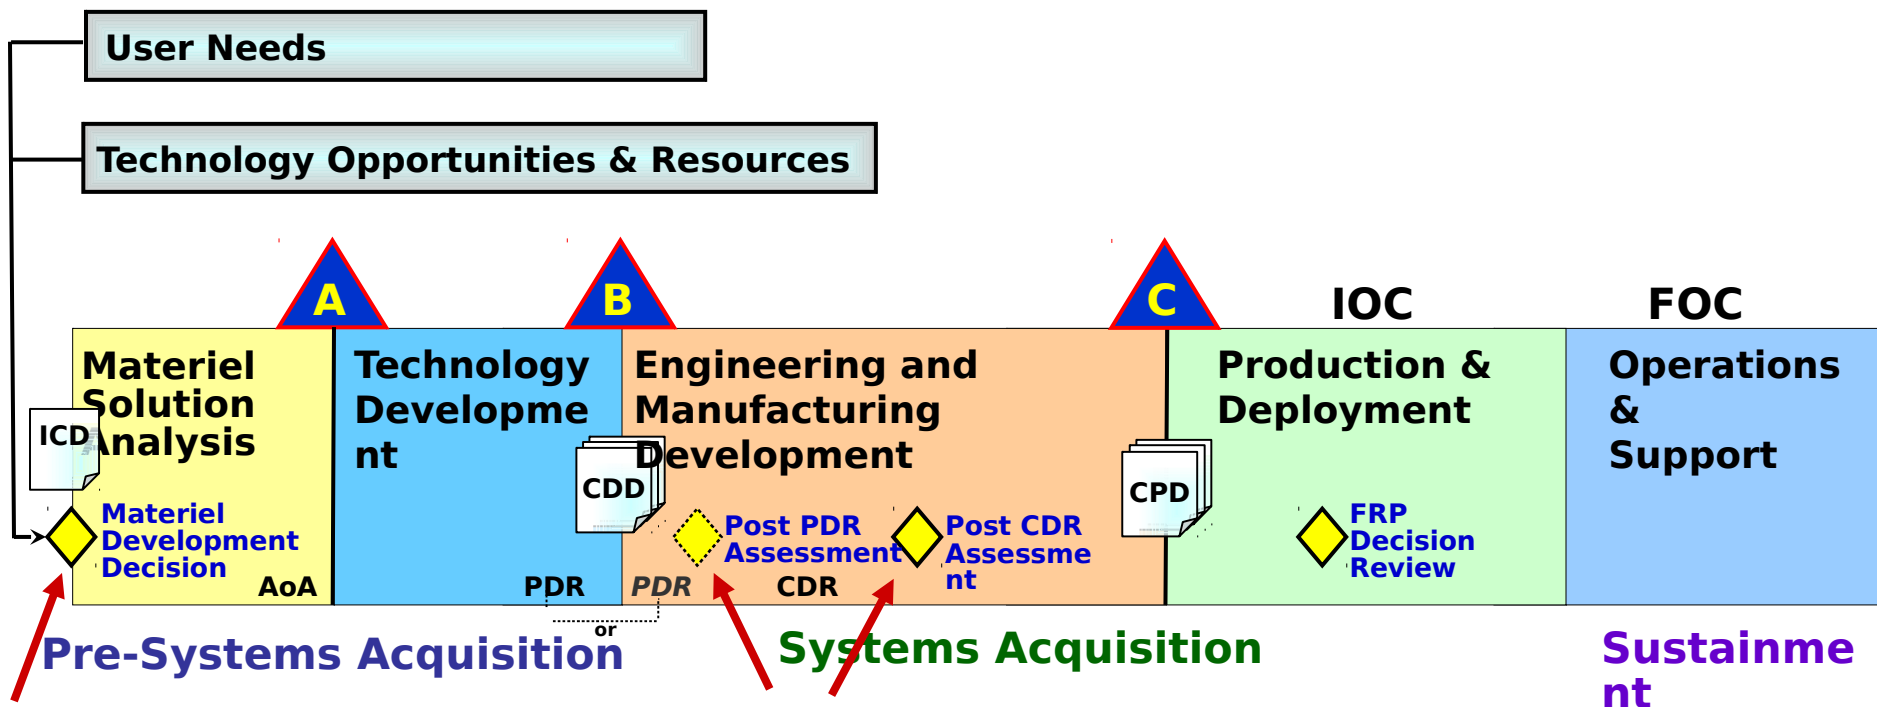 User Needs
Technology Opportunities & Resources
A
B
C
IOC
FOC
Materiel
Solution
Analysis
Technology
Developme
nt
Engineering and
Manufacturing
Development
Production &
Deployment
Operations
&
Support
ICD
CDD
CPD
Materiel
Development
Decision
Post PDR
Assessment
Post CDR
Assessme
nt
FRP
Decision
Review
AoA
PDR
PDR
CDR
or
Pre-Systems Acquisition
Systems Acquisition
Sustainme
nt